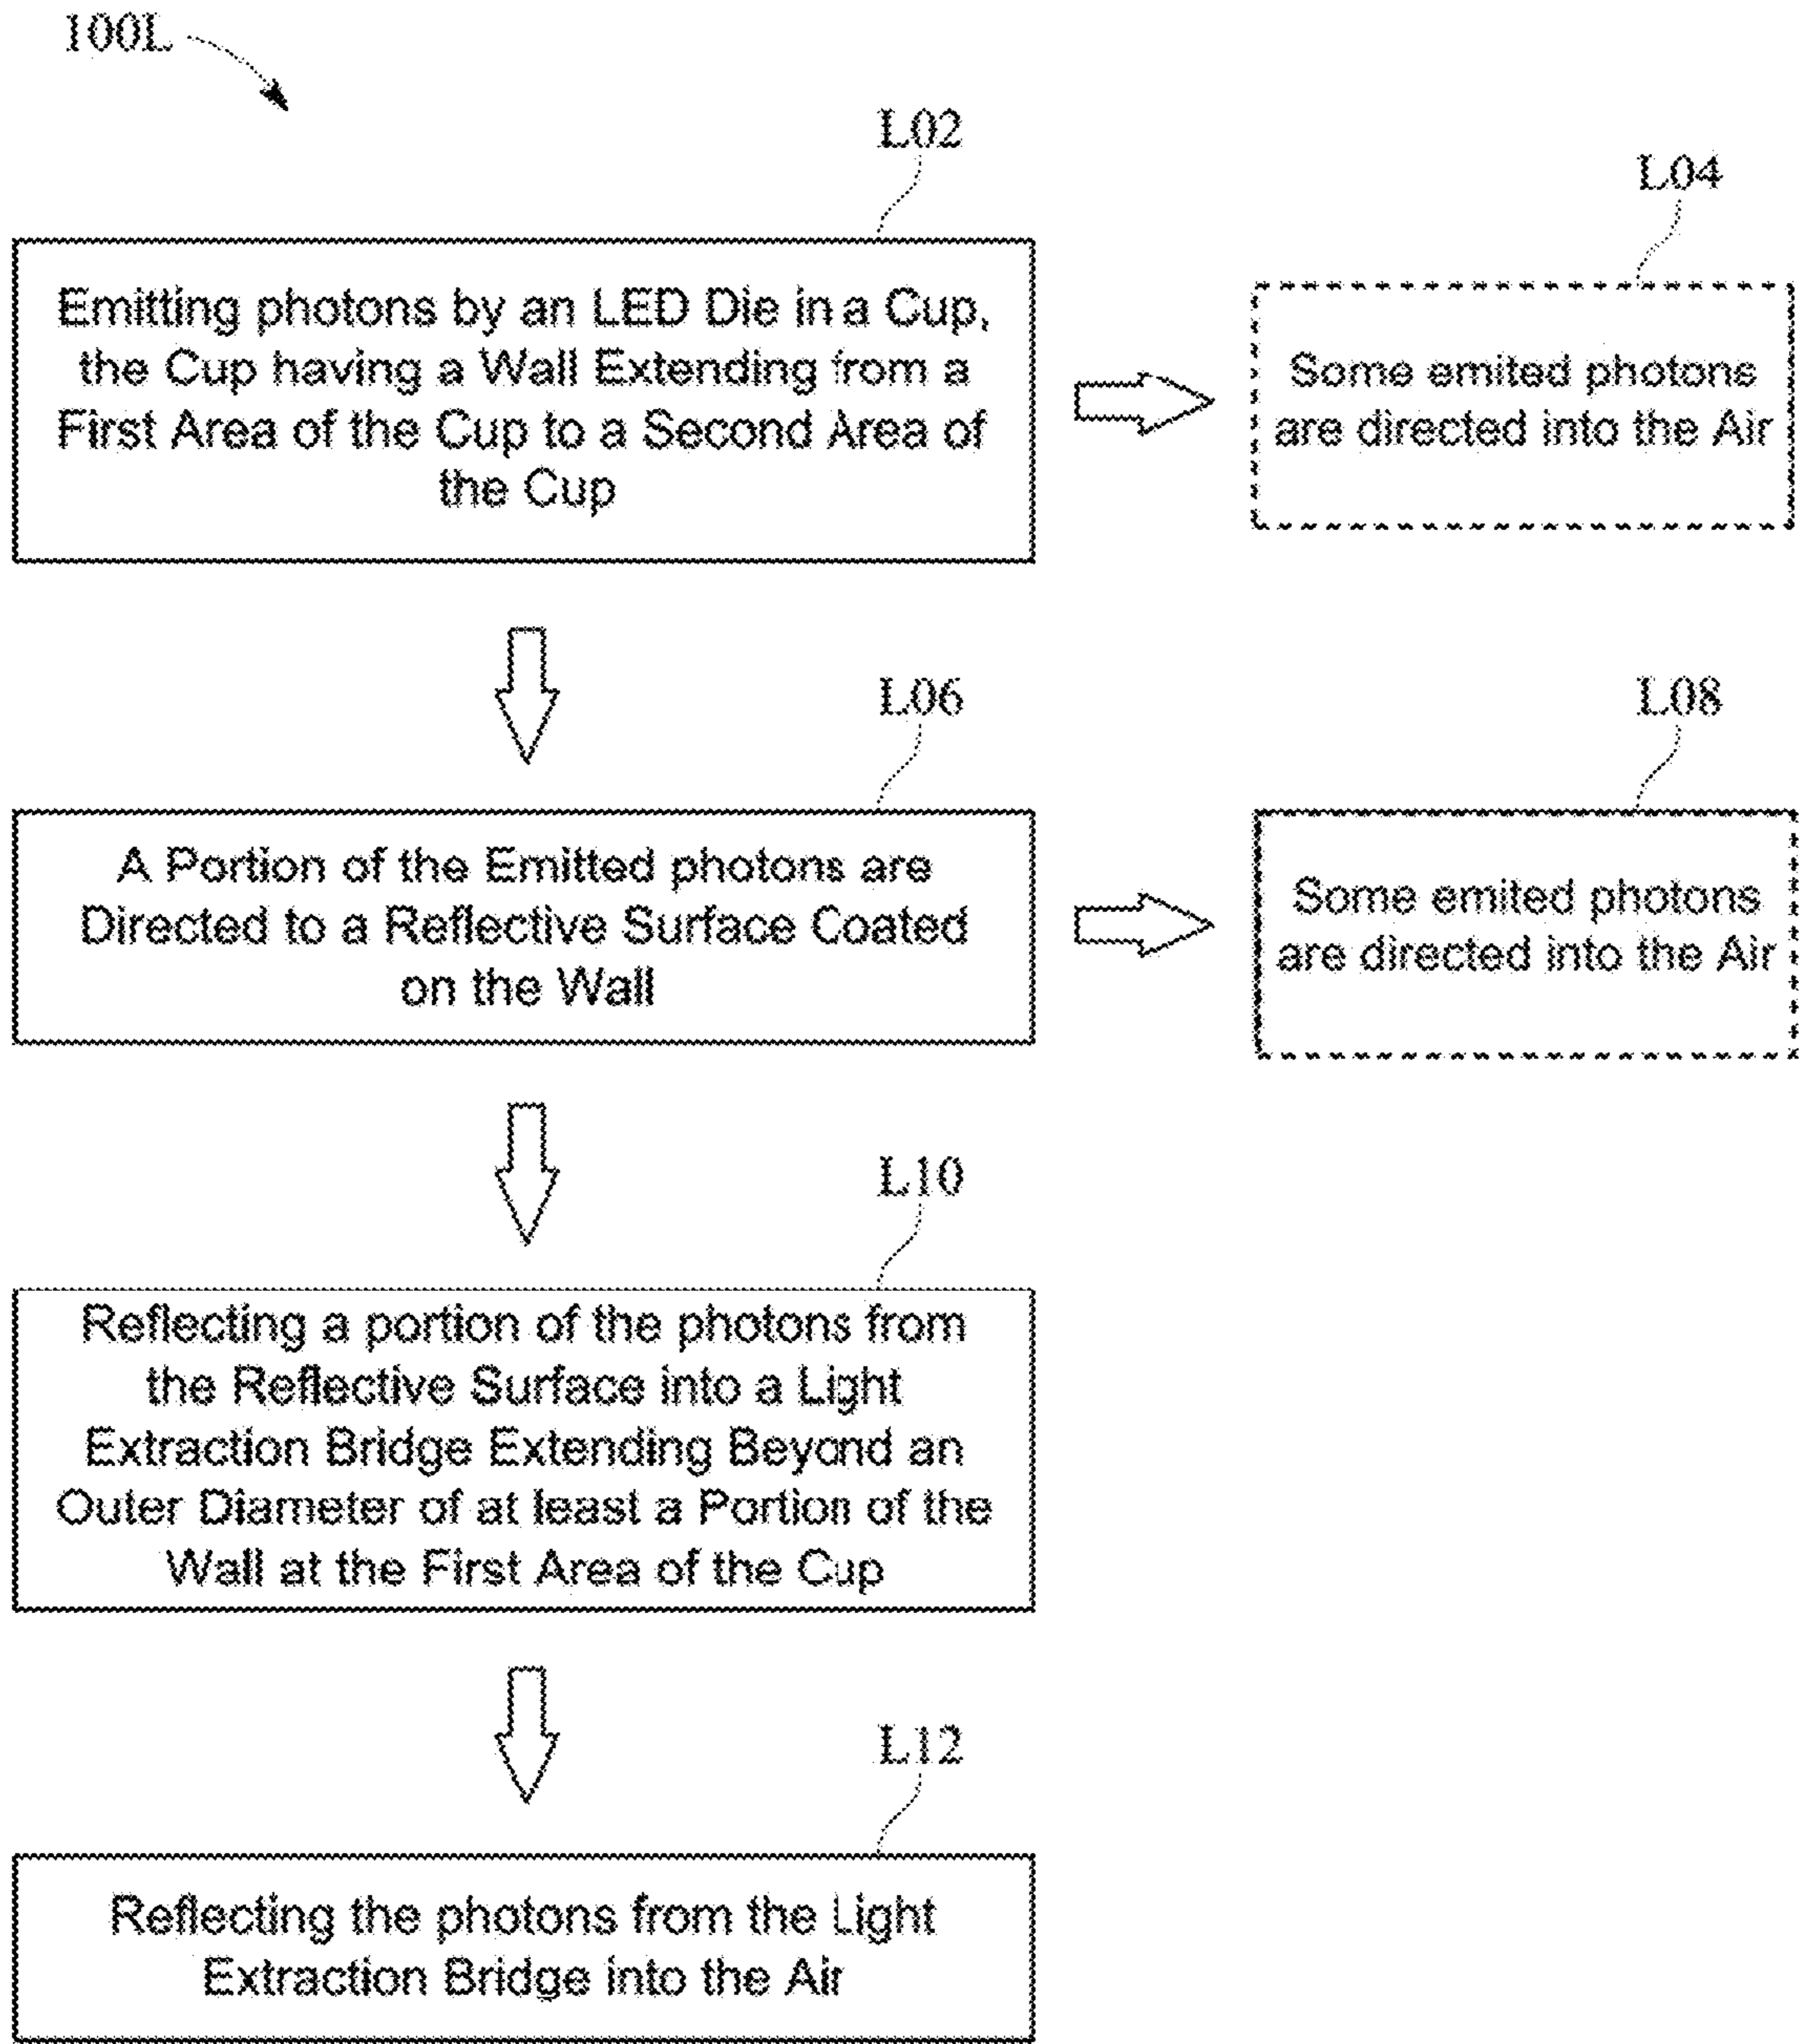 100L
L02
Emitting photons by an LED Die in a Cup,
the Cup having a Wall Extending from a
First Area of the Cup to a Second Area of
the Cup
L04
Some emited photons
are directed into the Air
L06
A Portion of the Emitted photons are
Directed to a Reflective Surface Coated
on the Wall
L08
Some emited photons
are directed into the Air
L10
Reflecting a portion of the photons from
the Reflective Surface into a Light
Extraction Bridge Extending Beyond an
Outer Diameter of at least a Portion of the
Wall at the First Area of the Cup
L12
Reflecting the photons from the Light
Extraction Bridge into the Air